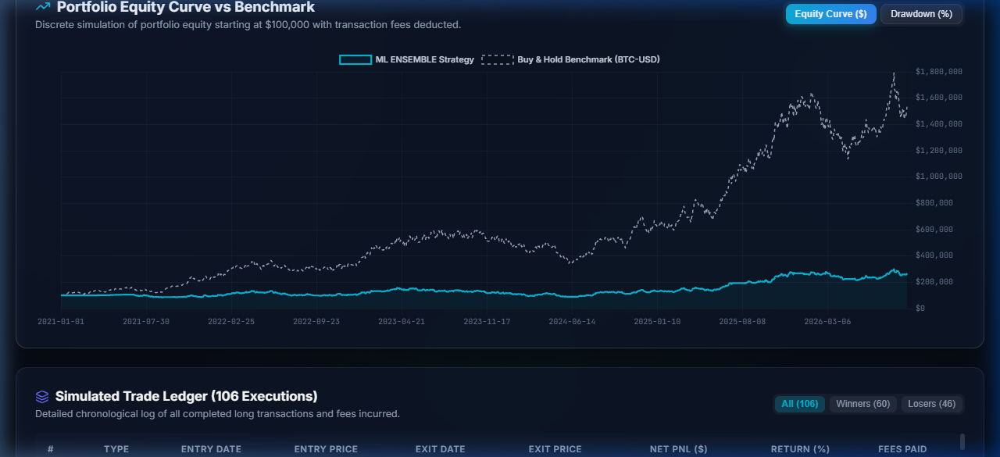 Portfolio Equity Curve vs Benchmark
Equity Curve ($) Drawdown (%)
Discrete simulation of portfolio equity starting at $100,000 with transaction fees deducted.
ML ENSEMBLE Strategy Buy & Hold Benchmark (BTC-USD)
$1,800,000
$1,600,000
$1,400,000
$1,200,000
$1,000,000
$800,000
$600,000
$400,000
$200,000
$0
2021-01-01 2021-07-30 2022-02-25 2022-09-23 2023-04-21 2023-11-17 2024-06-14 2025-01-10 2025-08-08 2026-03-06
Simulated Trade Ledger (106 Executions)
All (106) Winners (60) Losers (46)
Detailed chronological log of all completed long transactions and fees incurred.
# TYPE ENTRY DATE ENTRY PRICE EXIT DATE EXIT PRICE NET PNL ($) RETURN (%) FEES PAID